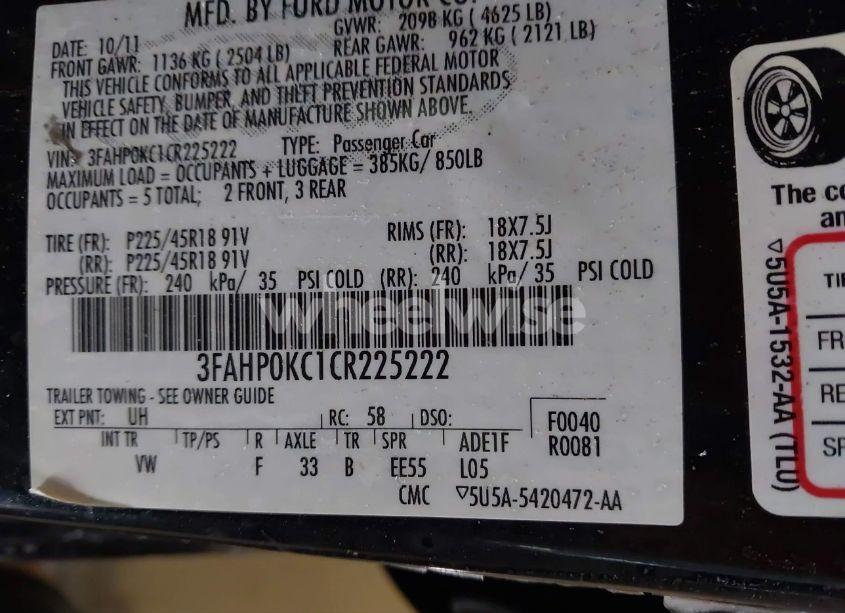 MFD. BY FORD MOTOR CO.
DATE: 10/11
GVWR: 2098 KG ( 4625 LB)
FRONT GAWR: 1136 KG ( 2504 LB)
REAR GAWR: 962 KG ( 2121 LB)
THIS VEHICLE CONFORMS TO ALL APPLICABLE FEDERAL MOTOR
VEHICLE SAFETY, BUMPER, AND THEFT PREVENTION STANDARDS
IN EFFECT ON THE DATE OF MANUFACTURE SHOWN ABOVE.
VIN: 3FAHP0KC1CR225222 TYPE: Passenger Car
MAXIMUM LOAD = OCCUPANTS + LUGGAGE = 385KG/ 850LB
OCCUPANTS = 5 TOTAL; 2 FRONT, 3 REAR
TIRE (FR): P225/45R18 91V RIMS (FR): 18X7.5J
(RR): P225/45R18 91V (RR): 18X7.5J
PRESSURE (FR): 240 kPa/ 35 PSI COLD (RR): 240 kPa/ 35 PSI COLD
wheelwise
3FAHP0KC1CR225222
TRAILER TOWING - SEE OWNER GUIDE
EXT PNT: UH RC: 58 DSO: F0040
R0081
INT TR TP/PS R AXLE TR SPR ADE1F
VW F 33 B EE55 L05
CMC ▽5U5A-5420472-AA
The co
an
▽5U5A-1532-AA (TL0)
TIR
FR
RE
SP